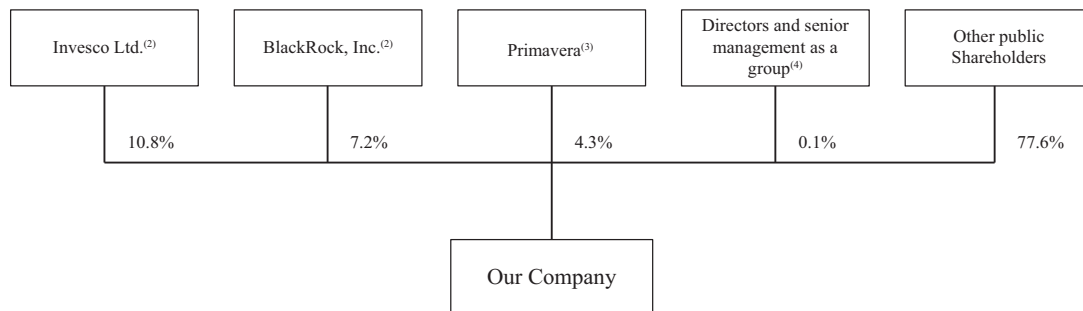 Invesco Ltd.(2)
BlackRock, Inc.(2)
Primavera(3)
Directors and senior
management as a
group(4)
Other public
Shareholders
10.8%
7.2%
4.3%
0.1%
77.6%
Our Company